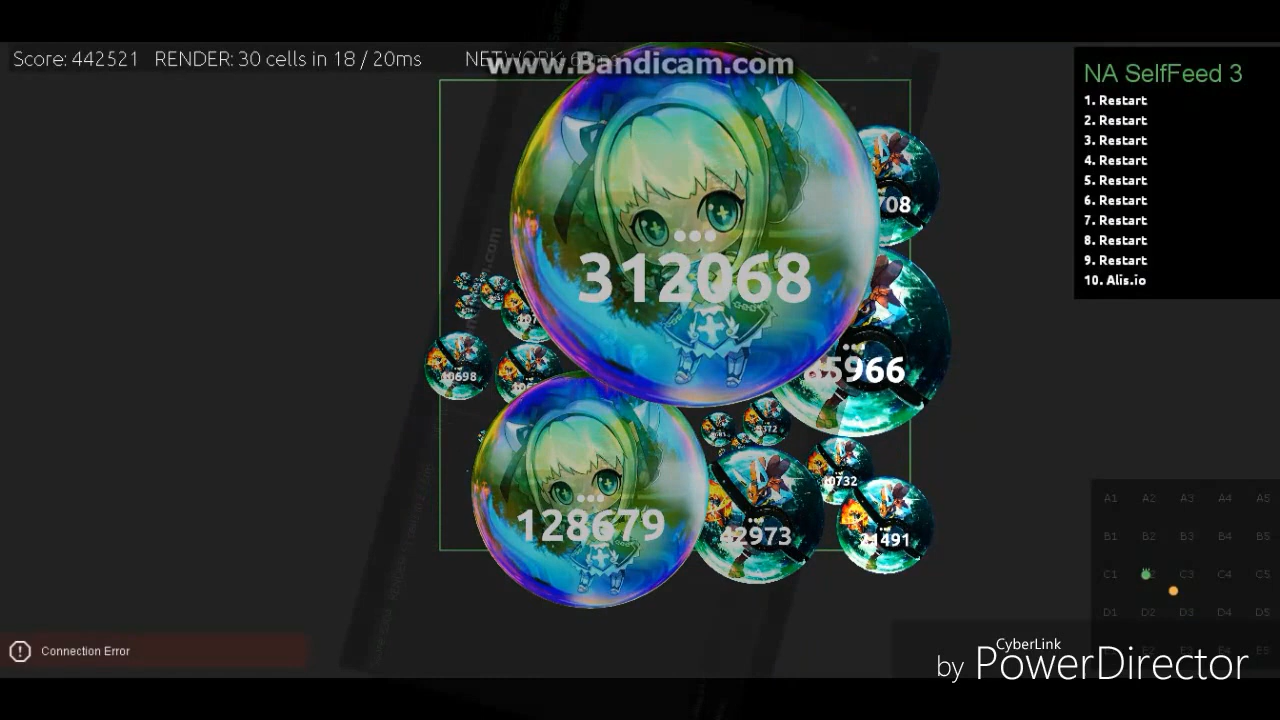 Score: 442521 RENDER: 30 cells in 18 / 20ms
www.Bandicam.com
NA SelfFeed 3
1. Restart
2. Restart
3. Restart
4. Restart
5. Restart
6. Restart
7. Restart
8. Restart
9. Restart
10. Alis.io
...
312068
...
128679
...
85966
42973
10698
10732
21491
A1 A2 A3 A4 A5
B1 B2 B3 B4 B5
C1 C3 C4 C5
D1 D2 D3 D4 D5
Connection Error
CyberLink
by PowerDirector